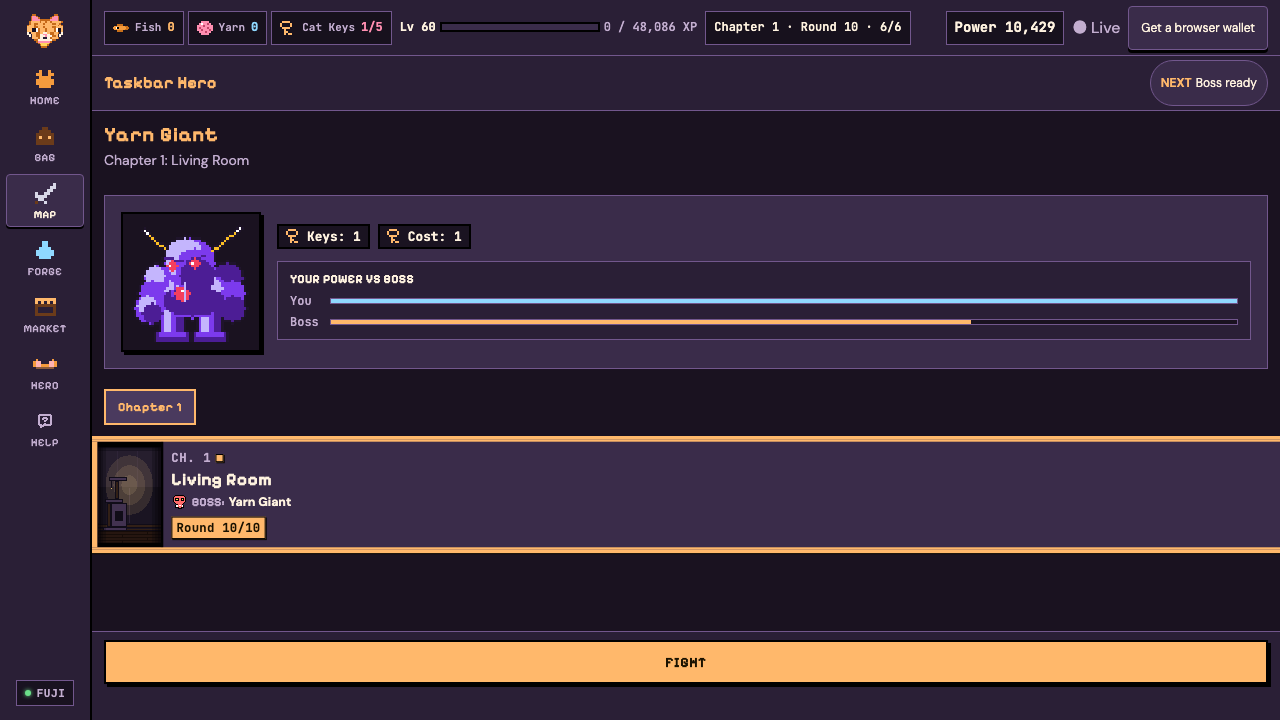 Fish 0
Yarn 0
Cat Keys 1/5
Lv 60
0 / 48,086 XP
Chapter 1 · Round 10 · 6/6
Power 10,429
Live
Get a browser wallet
HOME
BAG
MAP
FORGE
MARKET
HERO
HELP
FUJI
Taskbar Hero
NEXT Boss ready
Yarn Giant
Chapter 1: Living Room
Keys: 1
Cost: 1
YOUR POWER VS BOSS
You
Boss
Chapter 1
CH. 1
Living Room
BOSS: Yarn Giant
Round 10/10
FIGHT